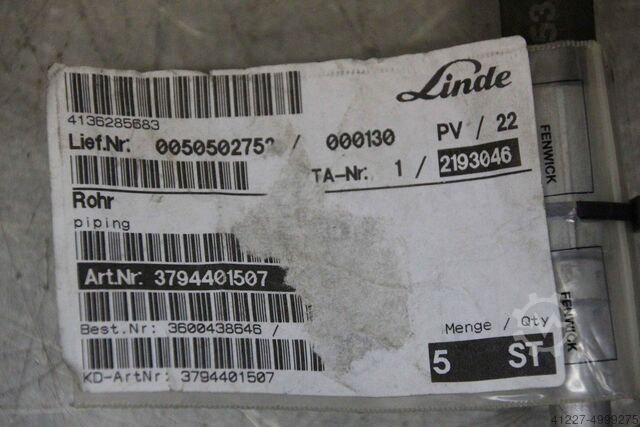 Linde
4136285683
Lief.Nr: 0050502752 / 000130 PV / 22
TA-Nr: 1 / 2193046
Rohr
piping
Art.Nr: 3794401507
Best.Nr: 3600438646 /
Menge / Qty
5 ST
KD-ArtNr: 3794401507
FENWICK
FENWICK
53
41227-4999275